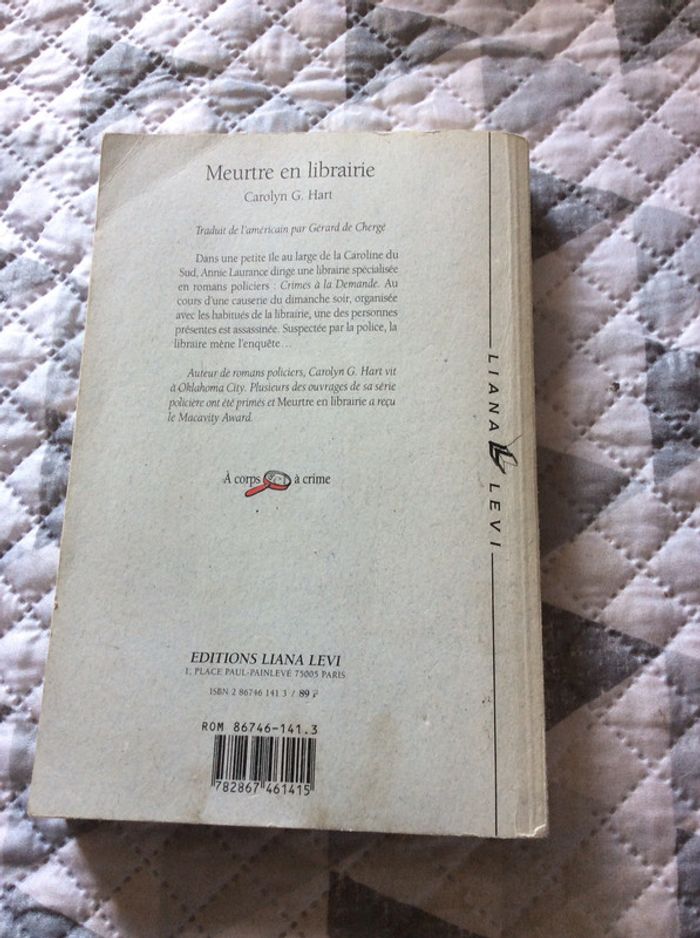 Meurtre en librairie
Carolyn G. Hart
Traduit de l'américain par Gérard de Chergé
Dans une petite île au large de la Caroline du
Sud, Annie Laurance dirige une librairie spécialisée
en romans policiers : Crimes à la Demande. Au
cours d'une causerie du dimanche soir, organisée
avec les habitués de la librairie, une des personnes
présentes est assassinée. Suspectée par la police, la
libraire mène l'enquête…
Auteur de romans policiers, Carolyn G. Hart vit
à Oklahoma City. Plusieurs des ouvrages de sa série
policière ont été primés et Meurtre en librairie a reçu
le Macavity Award.
À corps à crime
EDITIONS LIANA LEVI
1, PLACE PAUL-PAINLEVÉ 75005 PARIS
ISBN 2 86746 141 3 / 89 F
ROM 86746-141.3
782867 461415
LIANA LEVI